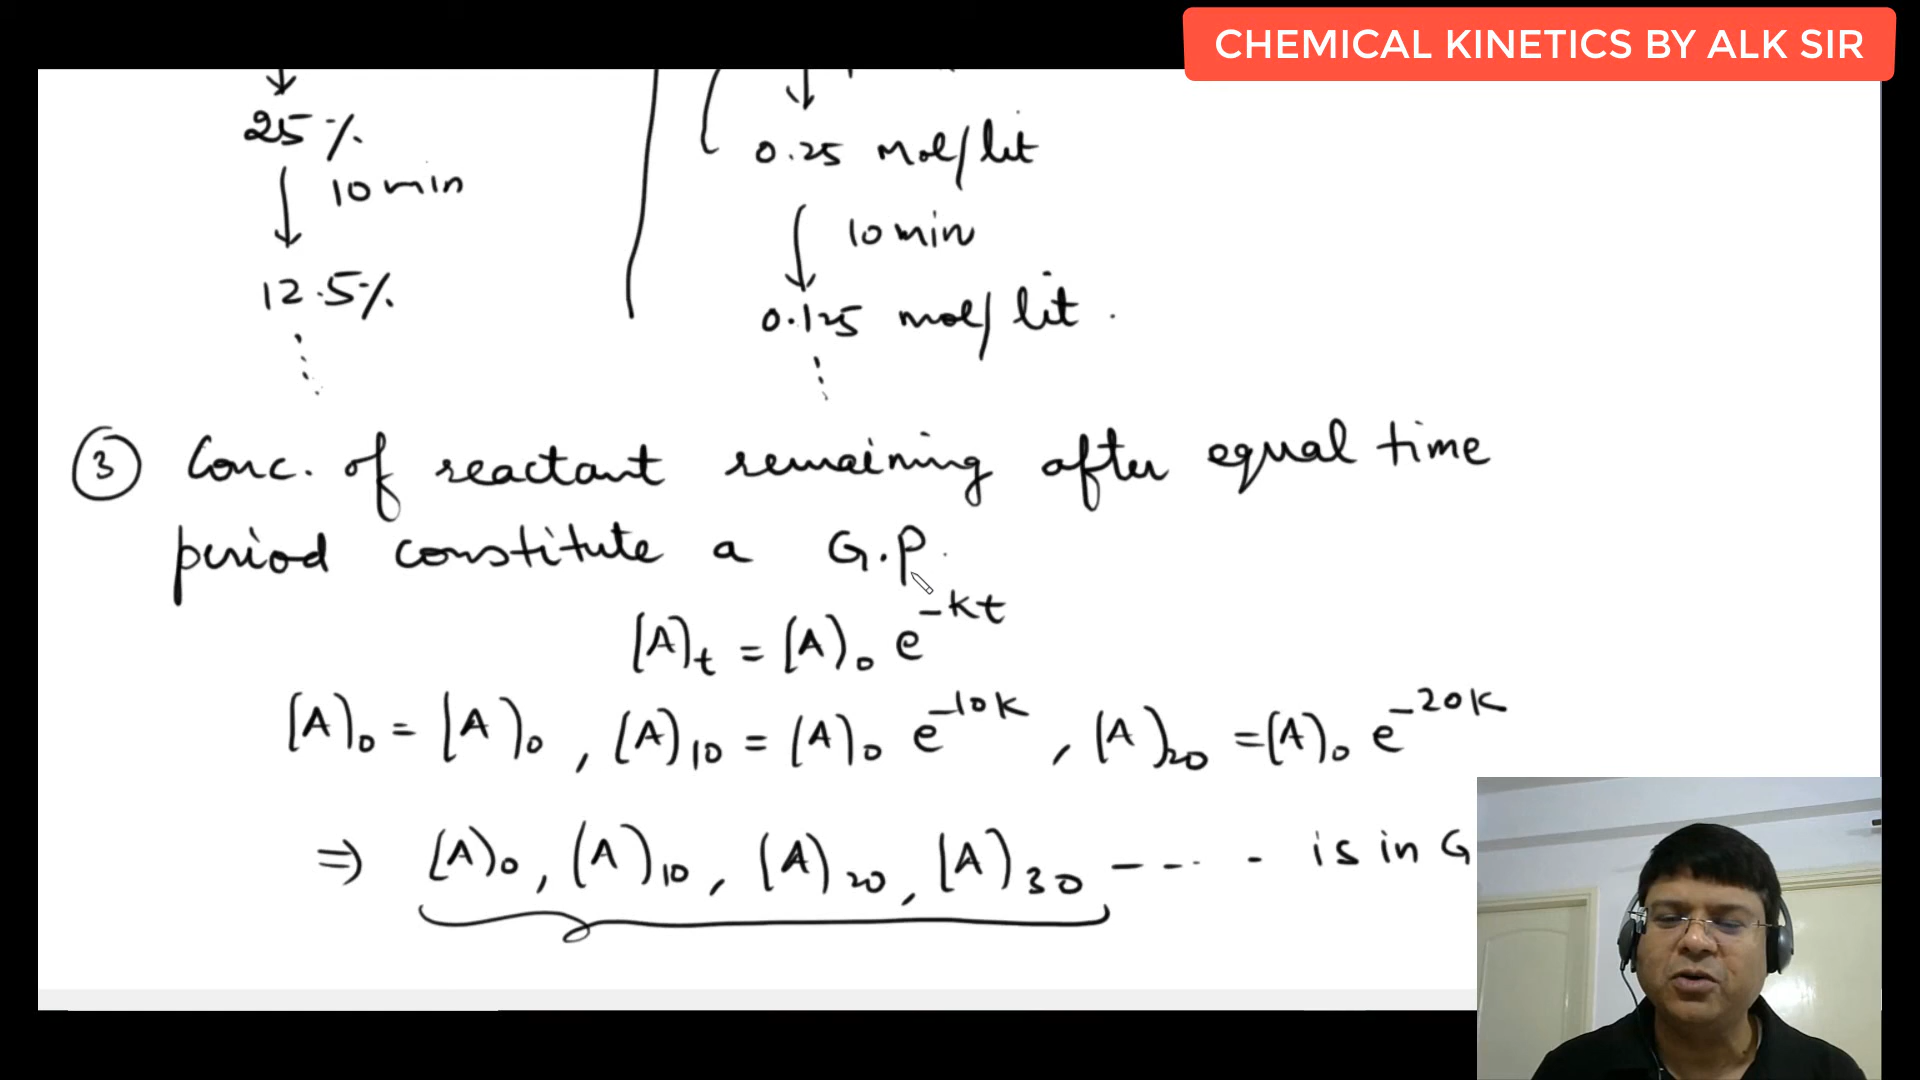 CHEMICAL KINETICS BY ALK SIR
25 %
10 min
12.5%
0.25 mol/lit
10 min
0.125 mol/lit.
③ Conc. of reactant remaining after equal time
period constitute a G.P.
[A]t = [A]0 e^-kt
[A]0 = [A]0, [A]10 = [A]0 e^-10k, [A]20 = [A]0 e^-20k
⇒ [A]0, [A]10, [A]20, [A]30 ---- is in G